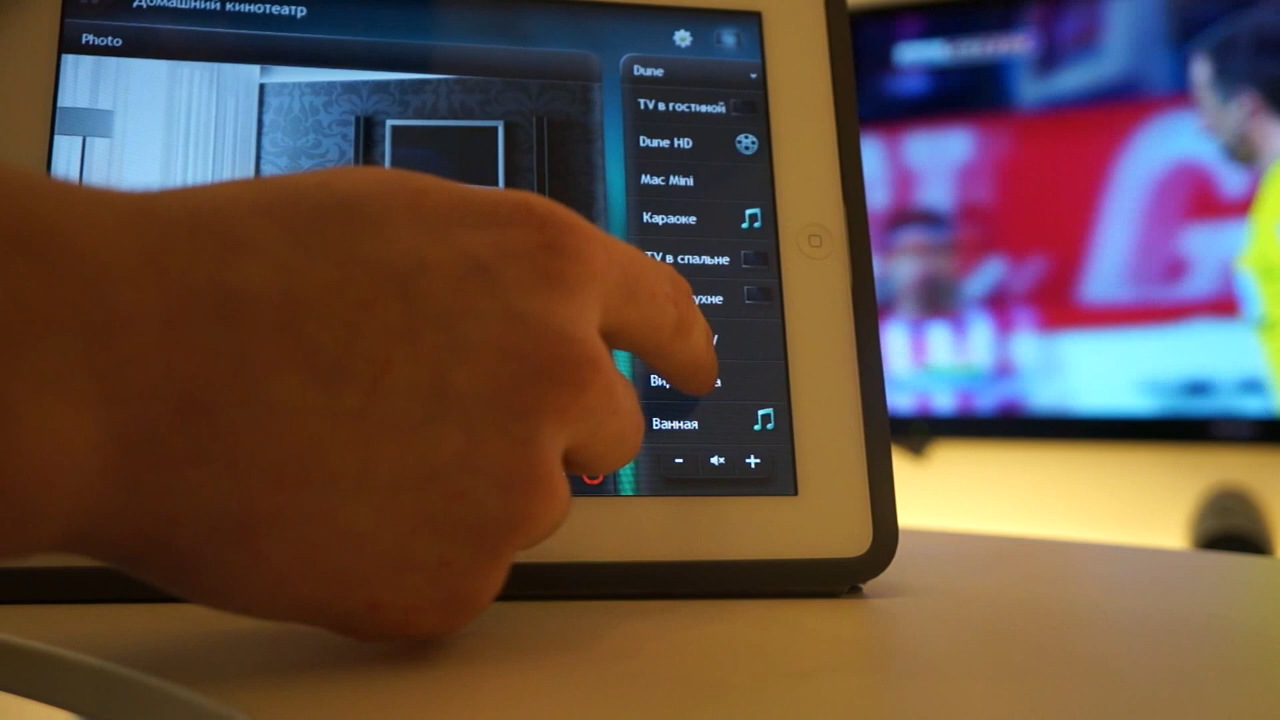 Домашний кинотеатр
Photo
Dune
TV в гостиной
Dune HD
Mac Mini
Караоке
TV в спальне
Ванная
- +